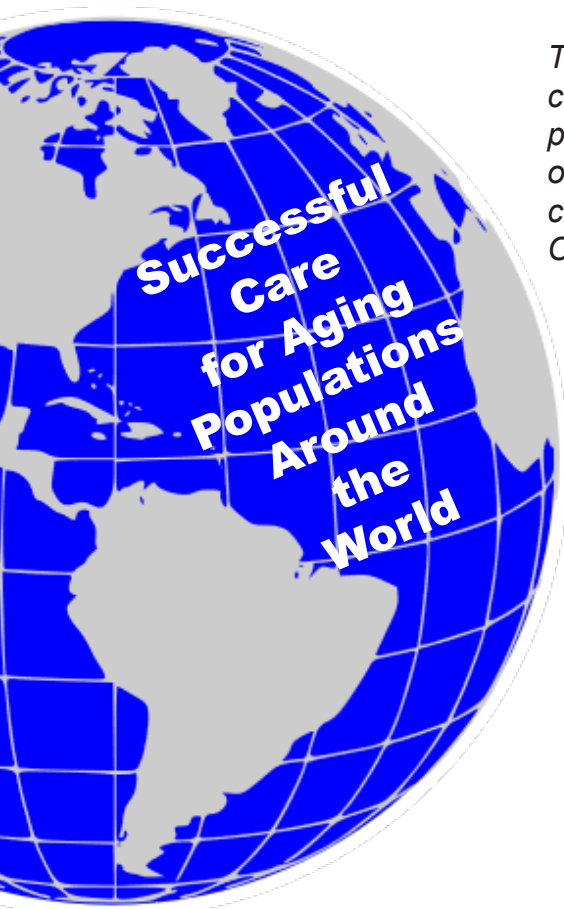 Successful
Care
for Aging
Populations
Around
the
World